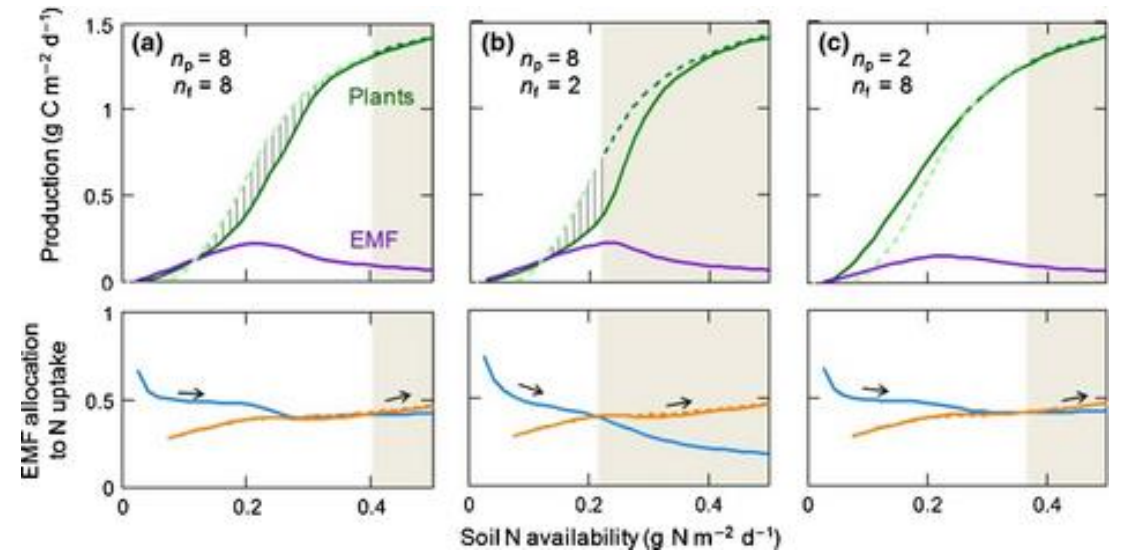 (a)
n_p = 8
n_f = 8
Plants
EMF
(b)
n_p = 8
n_f = 2
(c)
n_p = 2
n_f = 8
Production (g C m⁻² d⁻¹)
1.5
1
0.5
0
EMF allocation
to N uptake
1
0.5
0
0 0.2 0.4
0 0.2 0.4
0 0.2 0.4
Soil N availability (g N m⁻² d⁻¹)